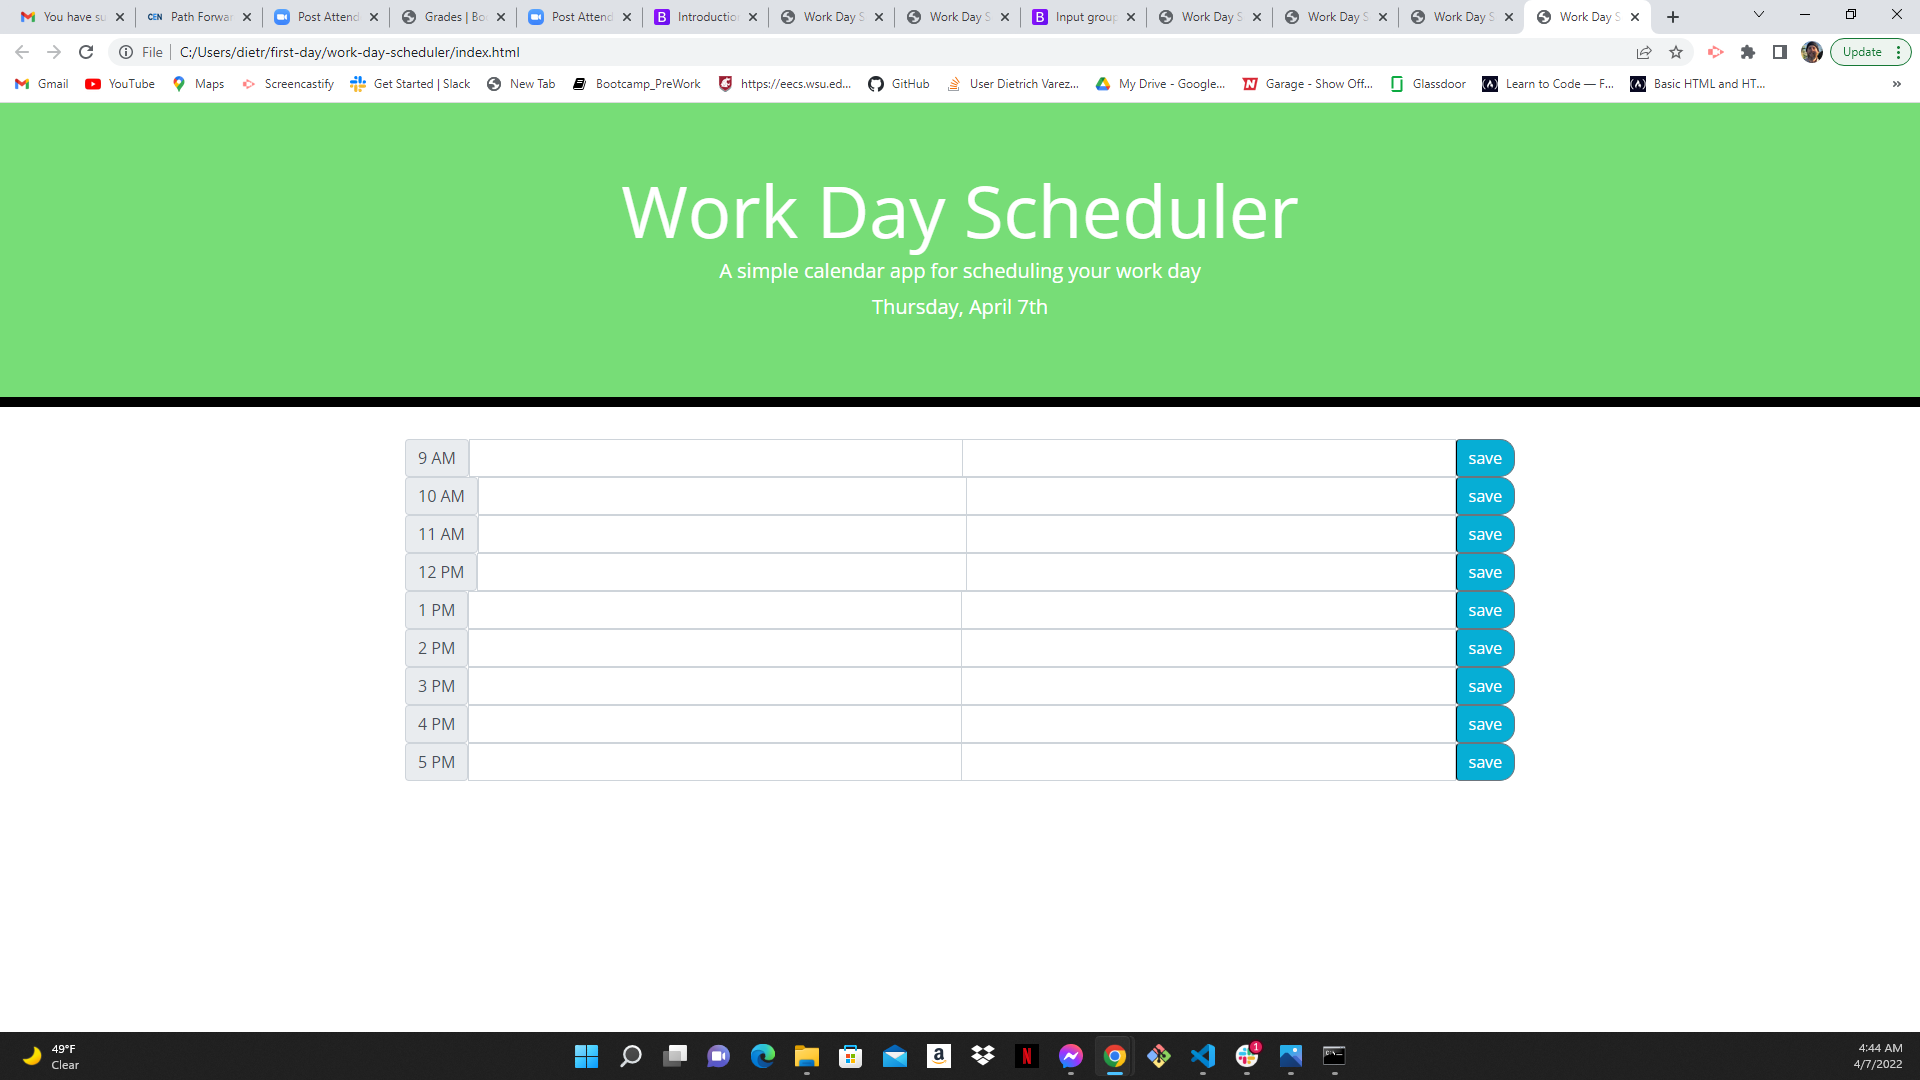 You have su
CEN Path Forwar
Post Attend
Grades | Bo
Post Attend
B Introduction
Work Day S
Work Day S
B Input group
Work Day S
Work Day S
Work Day S
Work Day S
File C:/Users/dietr/first-day/work-day-scheduler/index.html
Update
Gmail YouTube Maps Screencastify Get Started | Slack New Tab Bootcamp_PreWork https://eecs.wsu.ed... GitHub User Dietrich Varez... My Drive - Google... Garage - Show Off... Glassdoor Learn to Code — F... Basic HTML and HT... »
Work Day Scheduler
A simple calendar app for scheduling your work day
Thursday, April 7th
9 AM save
10 AM save
11 AM save
12 PM save
1 PM save
2 PM save
3 PM save
4 PM save
5 PM save
49°F
Clear
1
4:44 AM
4/7/2022